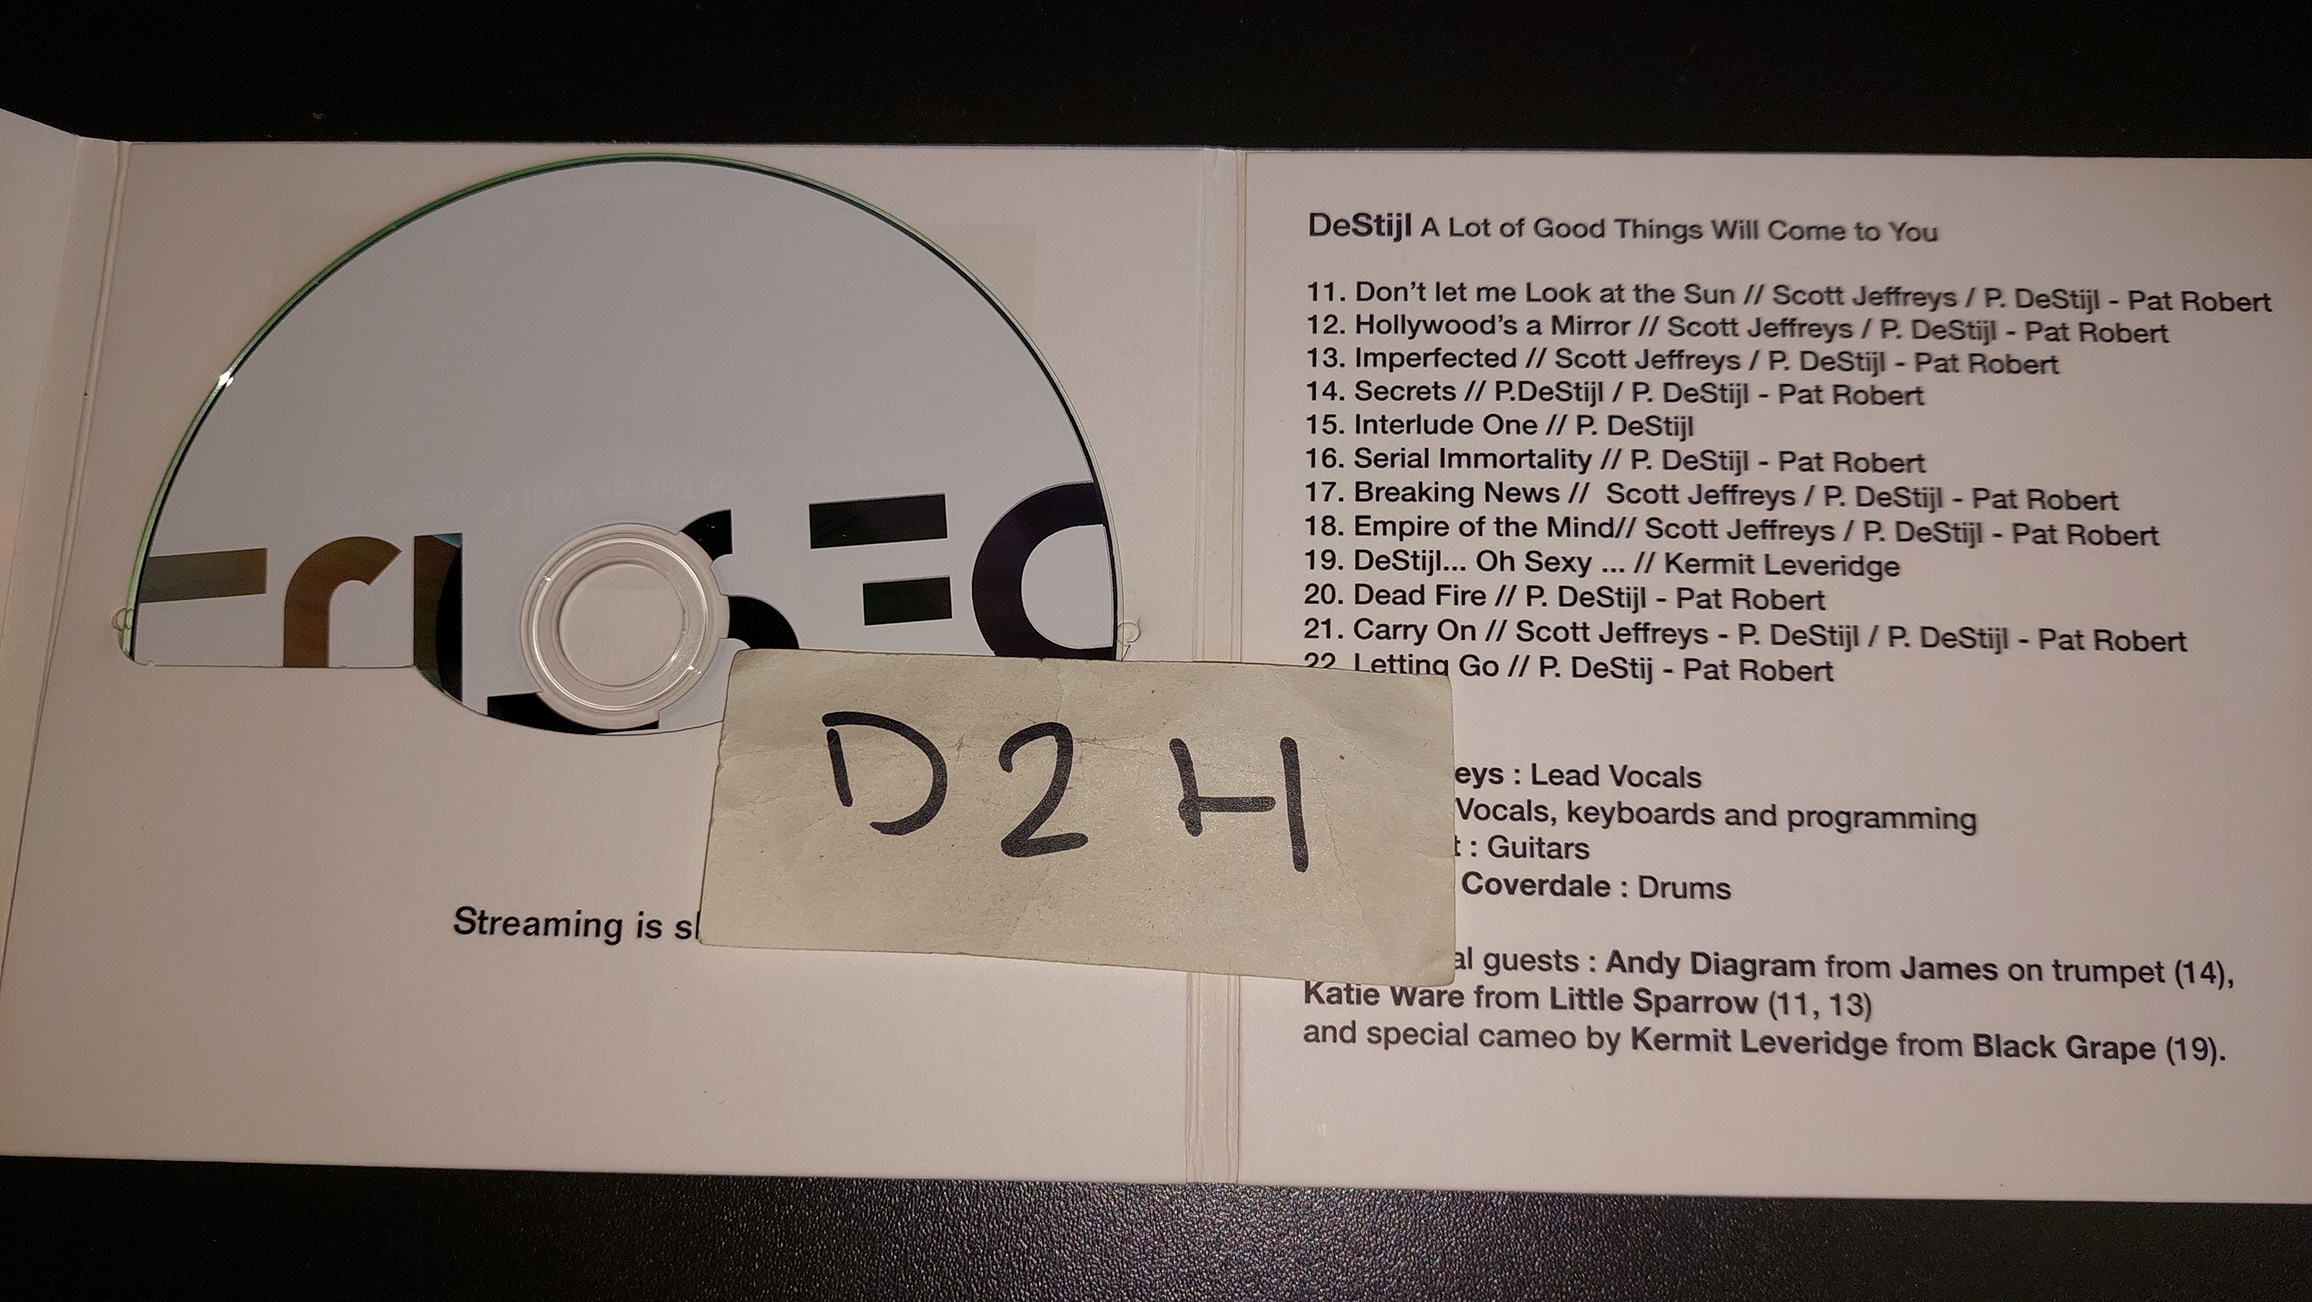 DeStijl A Lot of Good Things Will Come to You
11. Don't let me Look at the Sun // Scott Jeffreys / P. DeStijl - Pat Robert
12. Hollywood's a Mirror // Scott Jeffreys / P. DeStijl - Pat Robert
13. Imperfected // Scott Jeffreys / P. DeStijl - Pat Robert
14. Secrets // P.DeStijl / P. DeStijl - Pat Robert
15. Interlude One // P. DeStijl
16. Serial Immortality // P. DeStijl - Pat Robert
17. Breaking News // Scott Jeffreys / P. DeStijl - Pat Robert
18. Empire of the Mind// Scott Jeffreys / P. DeStijl - Pat Robert
19. DeStijl... Oh Sexy ... // Kermit Leveridge
20. Dead Fire // P. DeStijl - Pat Robert
21. Carry On // Scott Jeffreys - P. DeStijl / P. DeStijl - Pat Robert
22. Letting Go // P. DeStij - Pat Robert
eys : Lead Vocals
Vocals, keyboards and programming
: Guitars
Coverdale : Drums
al guests : Andy Diagram from James on trumpet (14),
Katie Ware from Little Sparrow (11, 13)
and special cameo by Kermit Leveridge from Black Grape (19).
Streaming is
D2H